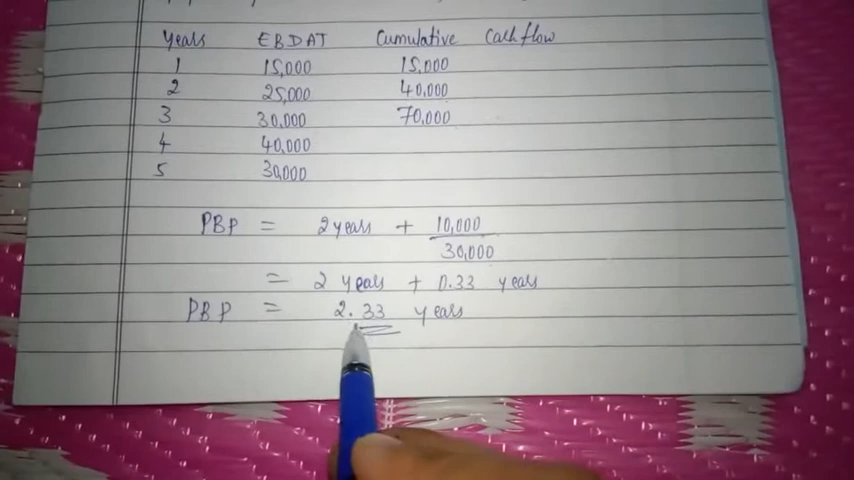 Years EBDAT Cumulative Cash flow
1 15,000 15,000
2 25,000 40,000
3 30,000 70,000
4 40,000
5 30,000
PBP = 2 years + 10,000
30,000
= 2 years + 0.33 years
PBP = 2.33 years